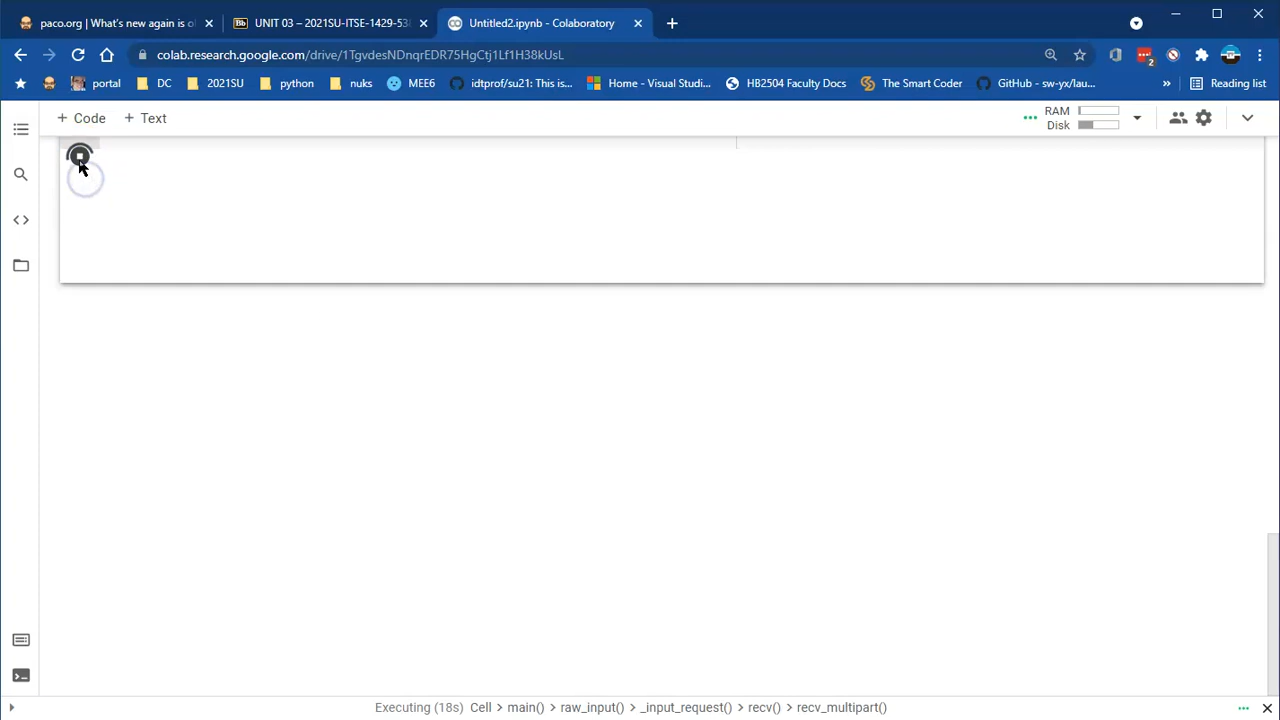 paco.org | What's new again is o
UNIT 03 – 2021SU-ITSE-1429-53
Untitled2.ipynb - Colaboratory
colab.research.google.com/drive/1TgvdesNDnqrEDR75HgCtj1Lf1H38kUsL
portal
DC
2021SU
python
nuks
MEE6
idtprof/su21: This is...
Home - Visual Studi...
HB2504 Faculty Docs
The Smart Coder
GitHub - sw-yx/lau...
»
Reading list
+ Code + Text
RAM
Disk
Executing (18s) Cell > main() > raw_input() > _input_request() > recv() > recv_multipart()